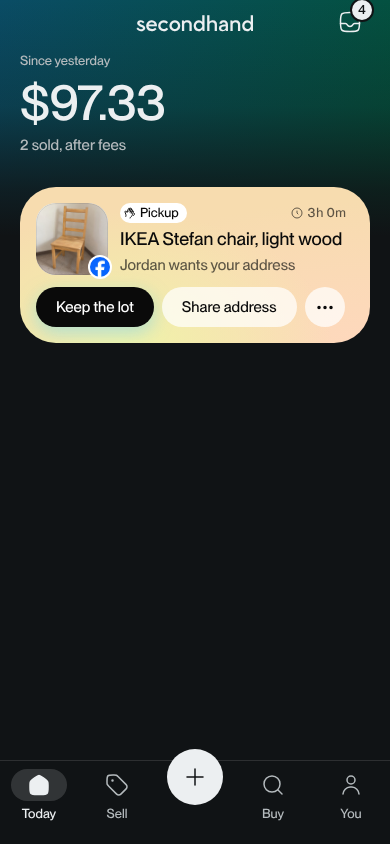 secondhand
4
Since yesterday
$97.33
2 sold, after fees
Pickup
3h 0m
IKEA Stefan chair, light wood
Jordan wants your address
Keep the lot
Share address
Today
Sell
Buy
You